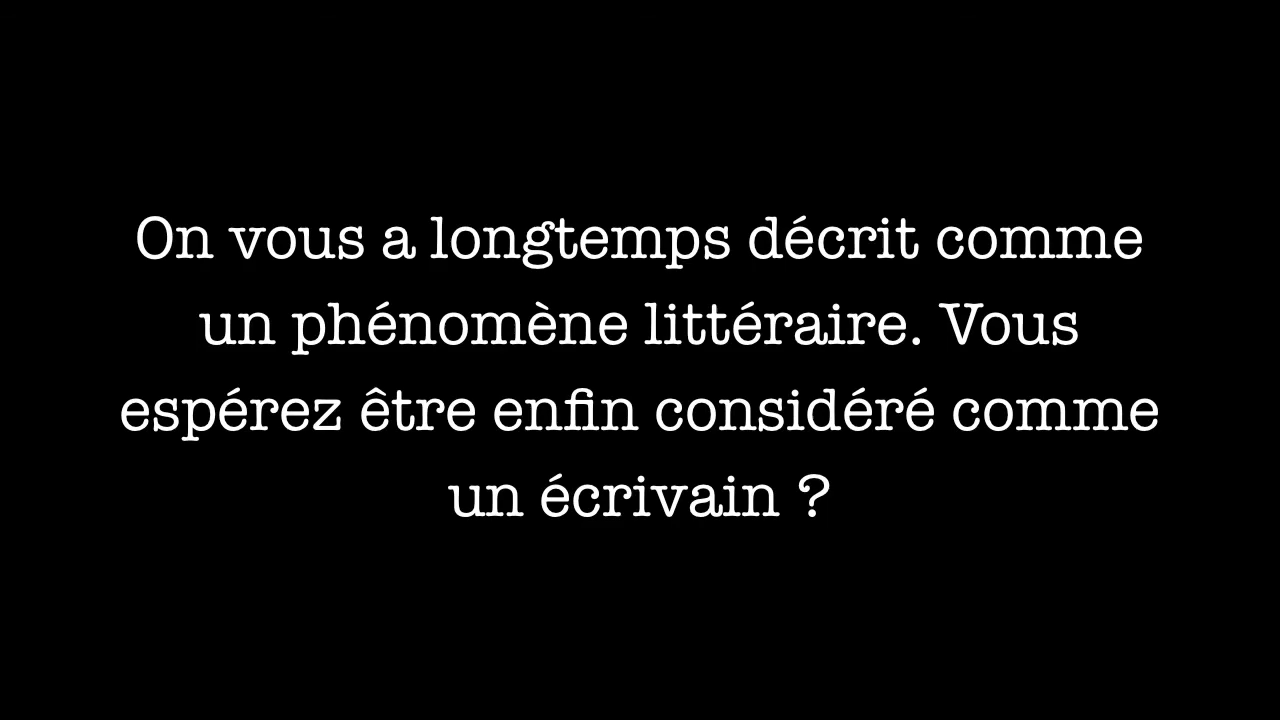 On vous a longtemps décrit comme
un phénomène littéraire. Vous
espérez être enfin considéré comme
un écrivain ?